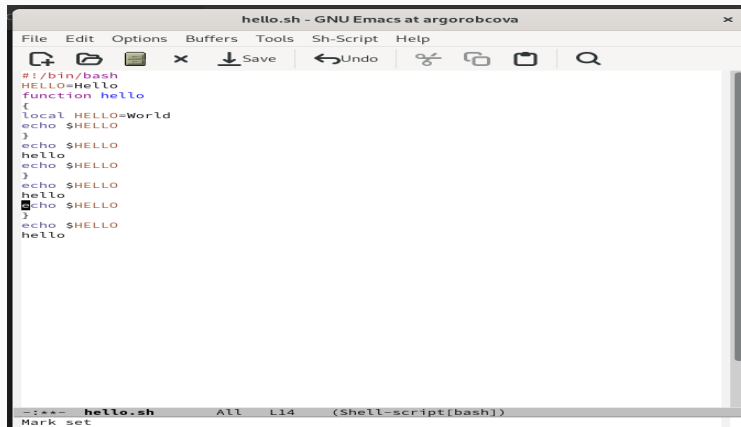 hello.sh - GNU Emacs at argorobcova
File Edit Options Buffers Tools Sh-Script Help
Save Undo
#!/bin/bash
HELLO=Hello
function hello
{
local HELLO=World
echo $HELLO
}
echo $HELLO
hello
echo $HELLO
}
echo $HELLO
hello
echo $HELLO
}
echo $HELLO
hello
-:**- hello.sh All L14 (Shell-script[bash])
Mark set